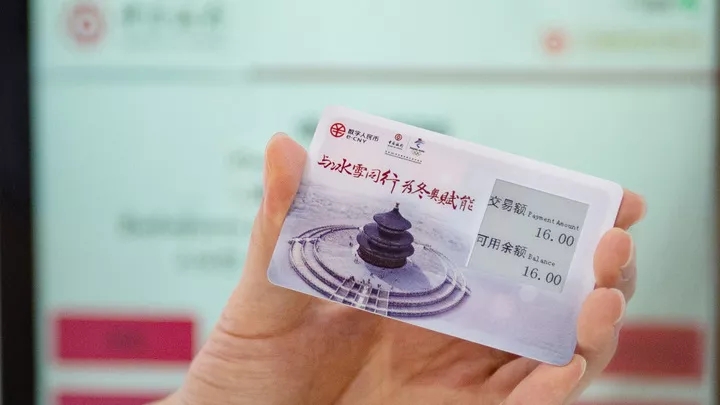 数字人民币
e-CNY
与冰雪同行 为冬奥赋能
交易额 Payment Amount
16.00
可用余额 Balance
16.00